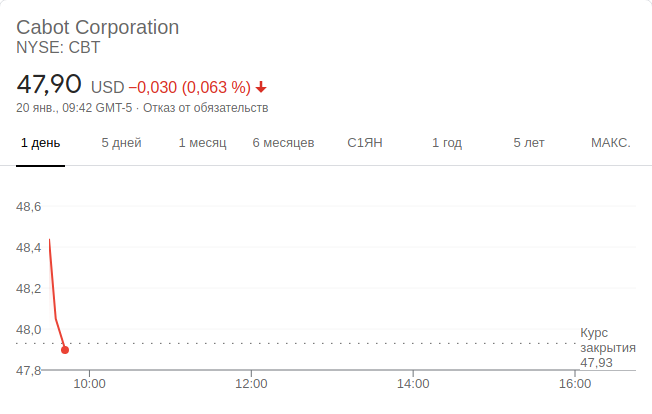 Cabot Corporation
NYSE: CBT
47,90 USD −0,030 (0,063 %)
20 янв., 09:42 GMT-5 · Отказ от обязательств
1 день 5 дней 1 месяц 6 месяцев С1ЯН 1 год 5 лет МАКС.
48,6
48,4
48,2
48,0
47,8
Курс
закрытия
47,93
10:00 12:00 14:00 16:00